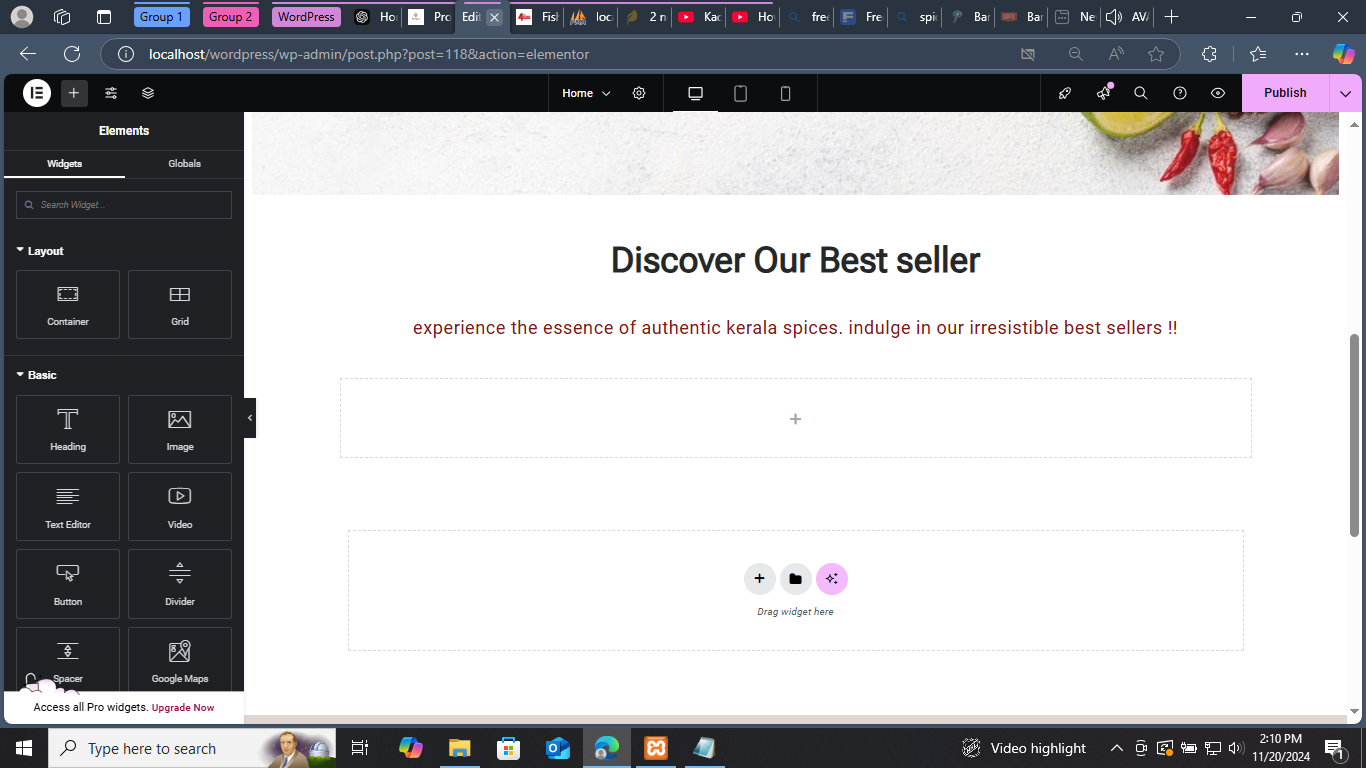 Group 1
Group 2
WordPress
Ho
Pro
Edi
Fis
loca
2 n
Kac
Ho
free
Fre
spi
Bar
Bar
Ne
AV
localhost/wordpress/wp-admin/post.php?post=118&action=elementor
Home
Publish
Elements
Widgets
Globals
Search Widget...
Layout
Container
Grid
Basic
Heading
Image
Text Editor
Video
Button
Divider
Spacer
Google Maps
Access all Pro widgets. Upgrade Now
Discover Our Best seller
experience the essence of authentic kerala spices. indulge in our irresistible best sellers !!
Drag widget here
Type here to search
Video highlight
2:10 PM
11/20/2024
1